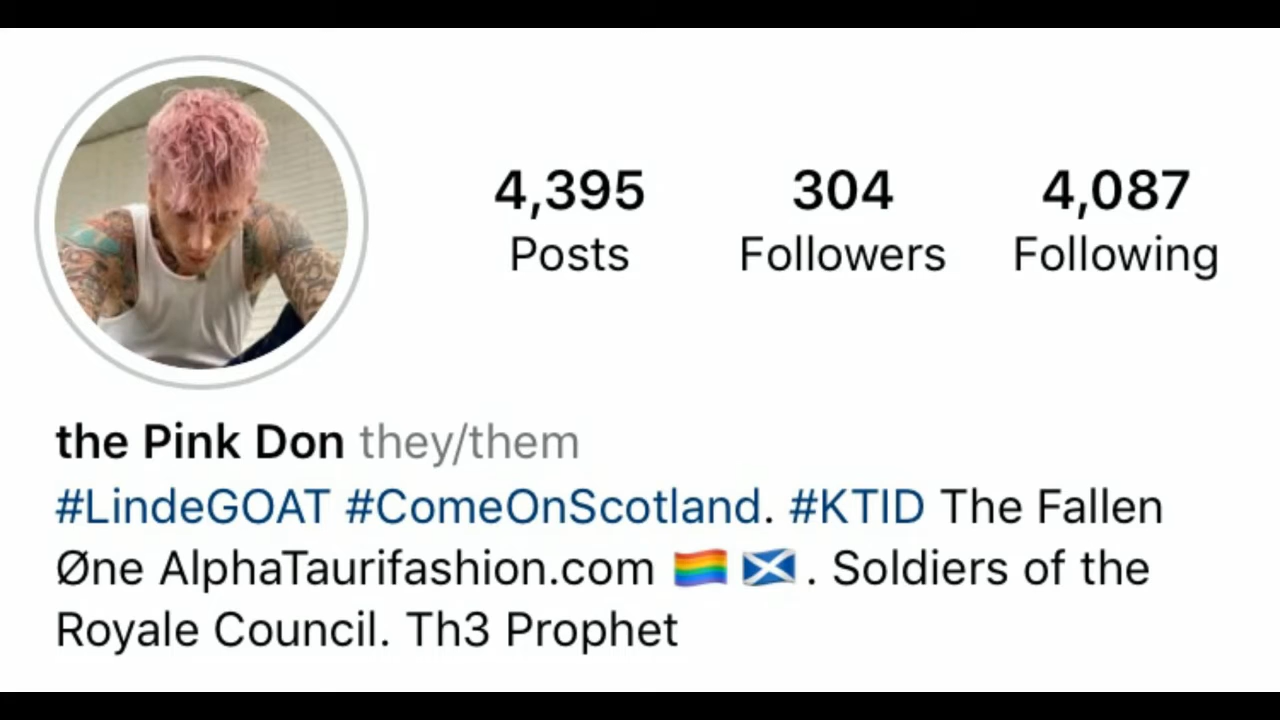 4,395 304 4,087
Posts Followers Following
the Pink Don they/them
#LindeGOAT #ComeOnScotland. #KTID The Fallen
Øne AlphaTaurifashion.com 🏳️‍🌈 🏴󠁧󠁢󠁳󠁣󠁴󠁿 . Soldiers of the
Royale Council. Th3 Prophet